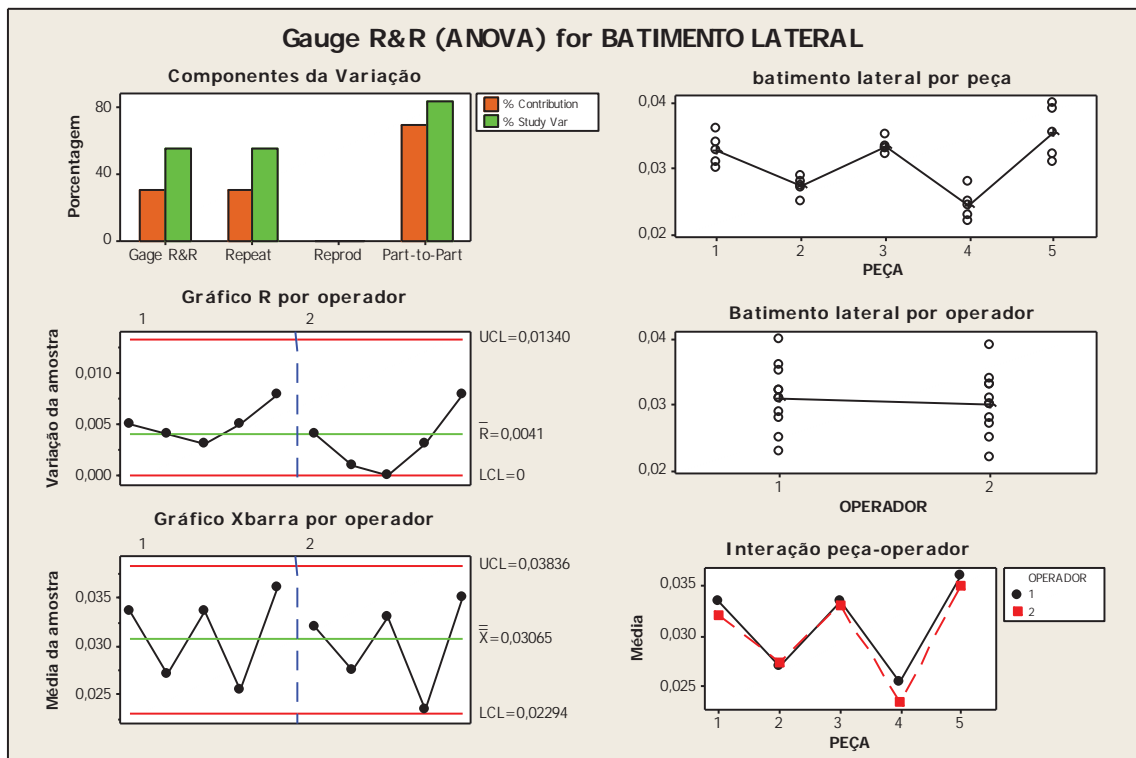 Gauge R&R (ANOVA) for BATIMENTO LATERAL
Componentes da Variação
Porcentagem
80
40
0
Gage R&R
Repeat
Reprod
Part-to-Part
% Contribution
% Study Var
Gráfico R por operador
1
2
Variação da amostra
0,010
0,005
0,000
UCL=0,01340
R=0,0041
LCL=0
Gráfico Xbarra por operador
1
2
Média da amostra
0,035
0,030
0,025
UCL=0,03836
X=0,03065
LCL=0,02294
batimento lateral por peça
0,04
0,03
0,02
1
2
3
4
5
PEÇA
Batimento lateral por operador
0,04
0,03
0,02
1
2
OPERADOR
Interação peça-operador
Média
0,035
0,030
0,025
1
2
3
4
5
PEÇA
OPERADOR
1
2